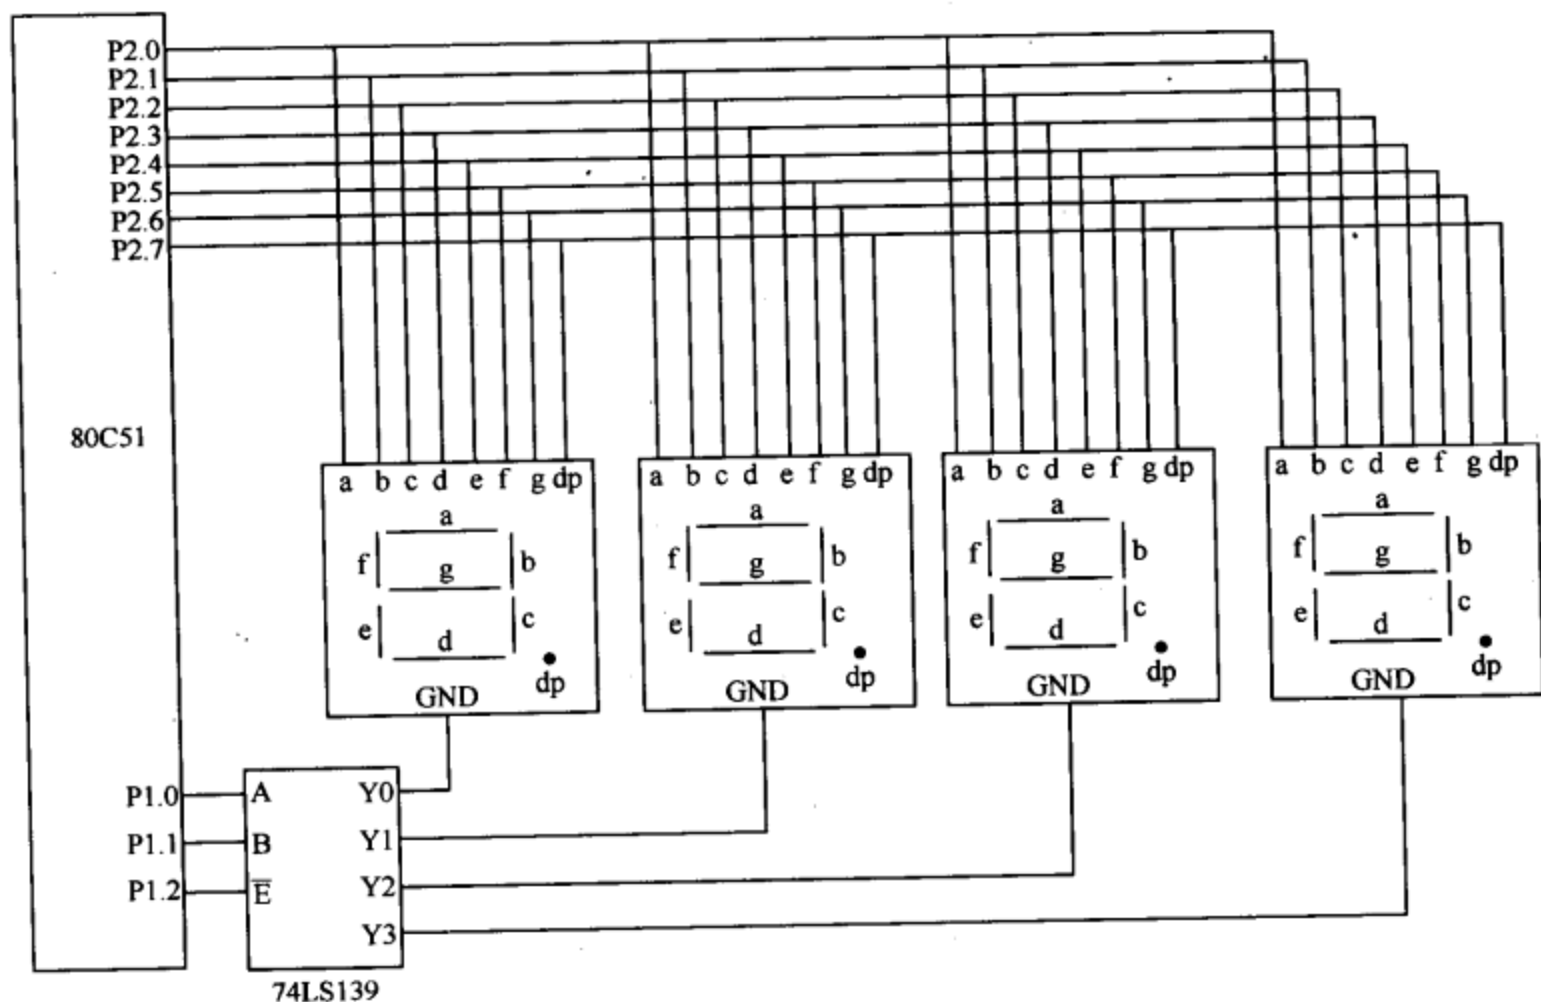 P2.0
P2.1
P2.2
P2.3
P2.4
P2.5
P2.6
P2.7
80C51
a b c d e f g dp
a
f g b
e d c
dp
GND
a b c d e f g dp
a
f g b
e d c
dp
GND
a b c d e f g dp
a
f g b
e d c
dp
GND
a b c d e f g dp
a
f g b
e d c
dp
GND
P1.0 A Y0
P1.1 B Y1
P1.2 E̅ Y2
Y3
74LS139